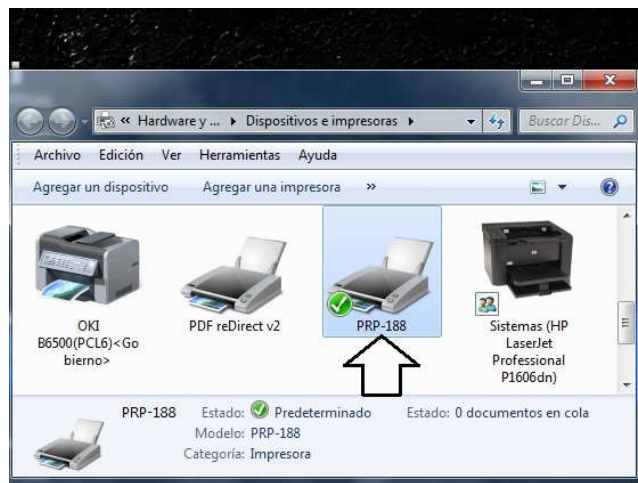 « Hardware y ... ▸ Dispositivos e impresoras ▸ Buscar Dis...
Archivo Edición Ver Herramientas Ayuda
Agregar un dispositivo Agregar una impresora »
OKI
B6500(PCL6)<Go
bierno>
PDF reDirect v2
PRP-188
Sistemas (HP
LaserJet
Professional
P1606dn)
PRP-188 Estado: Predeterminado Estado: 0 documentos en cola
Modelo: PRP-188
Categoría: Impresora